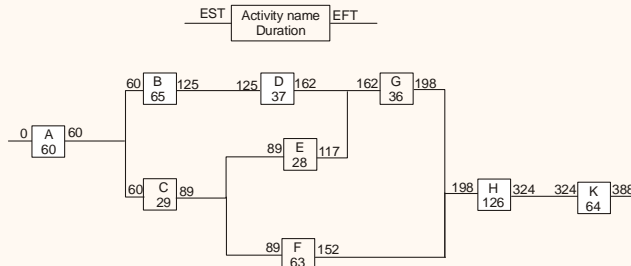 EST Activity name EFT
Duration
60 B 125 125 D 162 162 G 198
65 37 36
0 A 60
60
89 E 117
28
60 C 89
29
198 H 324 324 K 388
126 64
89 F 152
63